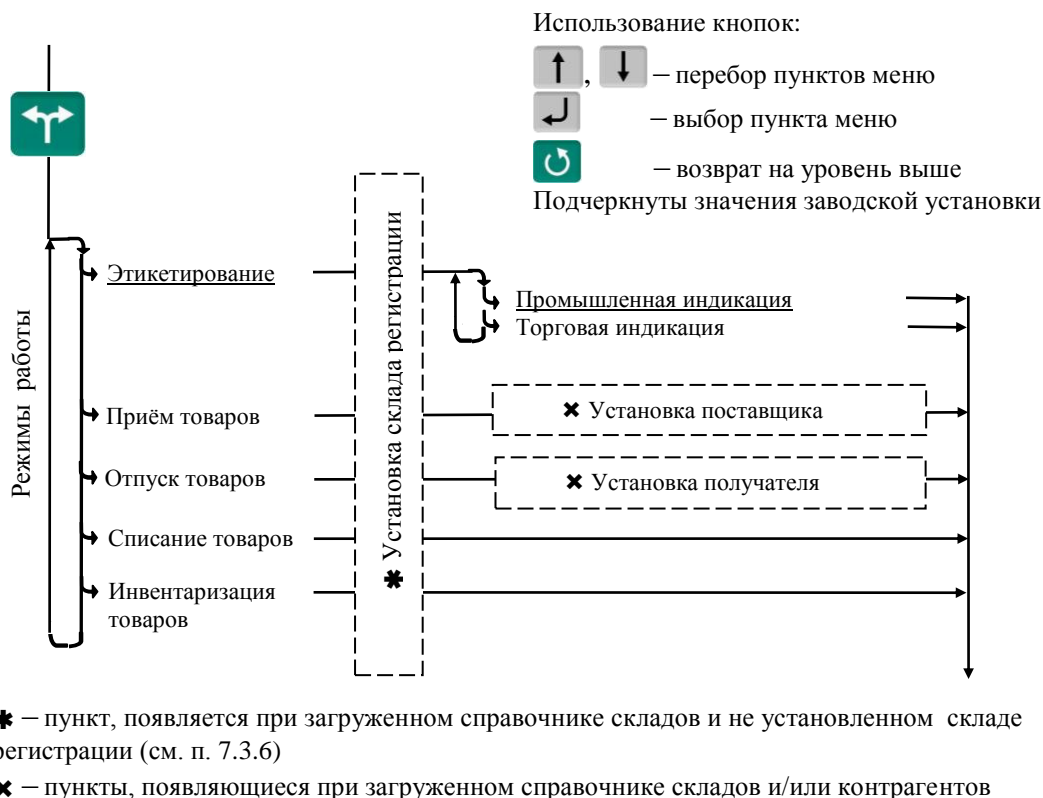 Использование кнопок:
, — перебор пунктов меню
— выбор пункта меню
— возврат на уровень выше
Подчеркнуты значения заводской установки
Режимы работы
Этикетирование
✱ Установка склада регистрации
Промышленная индикация
Торговая индикация
Приём товаров
✖ Установка поставщика
Отпуск товаров
✖ Установка получателя
Списание товаров
Инвентаризация
товаров
✱ — пункт, появляется при загруженном справочнике складов и не установленном складе
регистрации (см. п. 7.3.6)
✖ — пункты, появляющиеся при загруженном справочнике складов и/или контрагентов